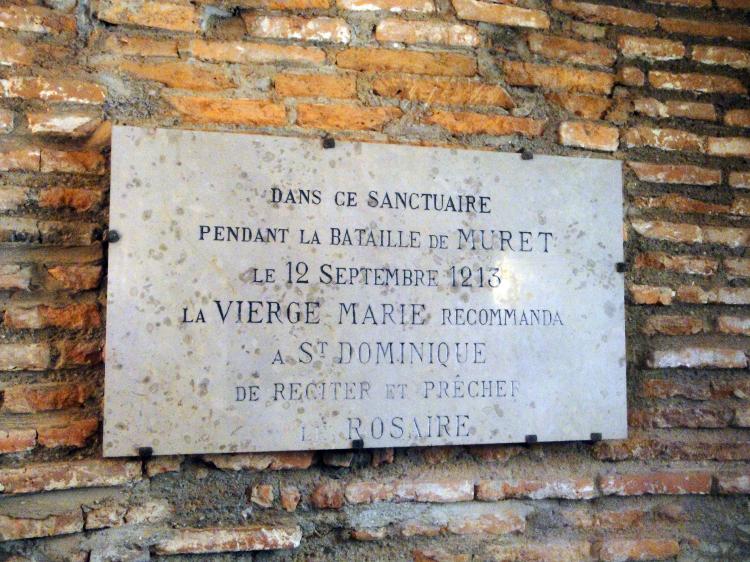 DANS CE SANCTUAIRE
PENDANT LA BATAILLE DE MURET
LE 12 SEPTEMBRE 1213
LA VIERGE MARIE RECOMMANDA
A ST DOMINIQUE
DE RECITER ET PRÊCHER
LE ROSAIRE